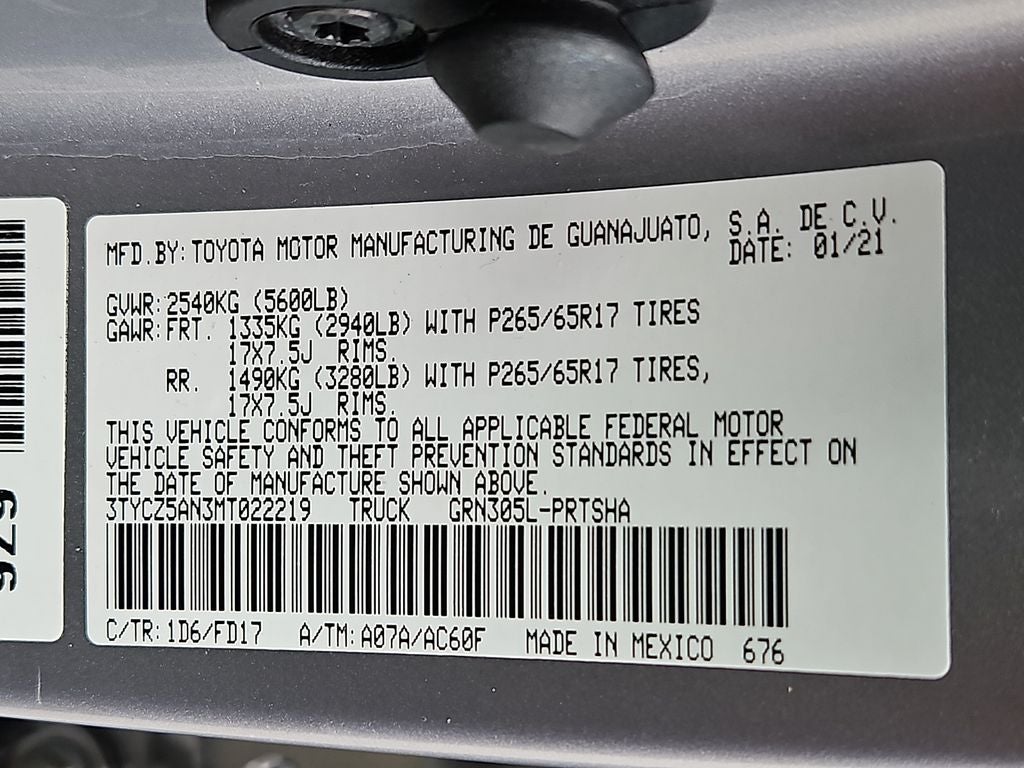 MFD.BY: TOYOTA MOTOR MANUFACTURING DE GUANAJUATO, S.A. DE C.V.
DATE: 01/21
GVWR: 2540KG (5600LB)
GAWR: FRT. 1335KG (2940LB) WITH P265/65R17 TIRES
17X7.5J RIMS.
RR. 1490KG (3280LB) WITH P265/65R17 TIRES,
17X7.5J RIMS.
THIS VEHICLE CONFORMS TO ALL APPLICABLE FEDERAL MOTOR
VEHICLE SAFETY AND THEFT PREVENTION STANDARDS IN EFFECT ON
THE DATE OF MANUFACTURE SHOWN ABOVE.
3TYCZ5AN3MT022219 TRUCK GRN305L-PRTSHA
C/TR: 1D6/FD17 A/TM: A07A/AC60F MADE IN MEXICO 676
929